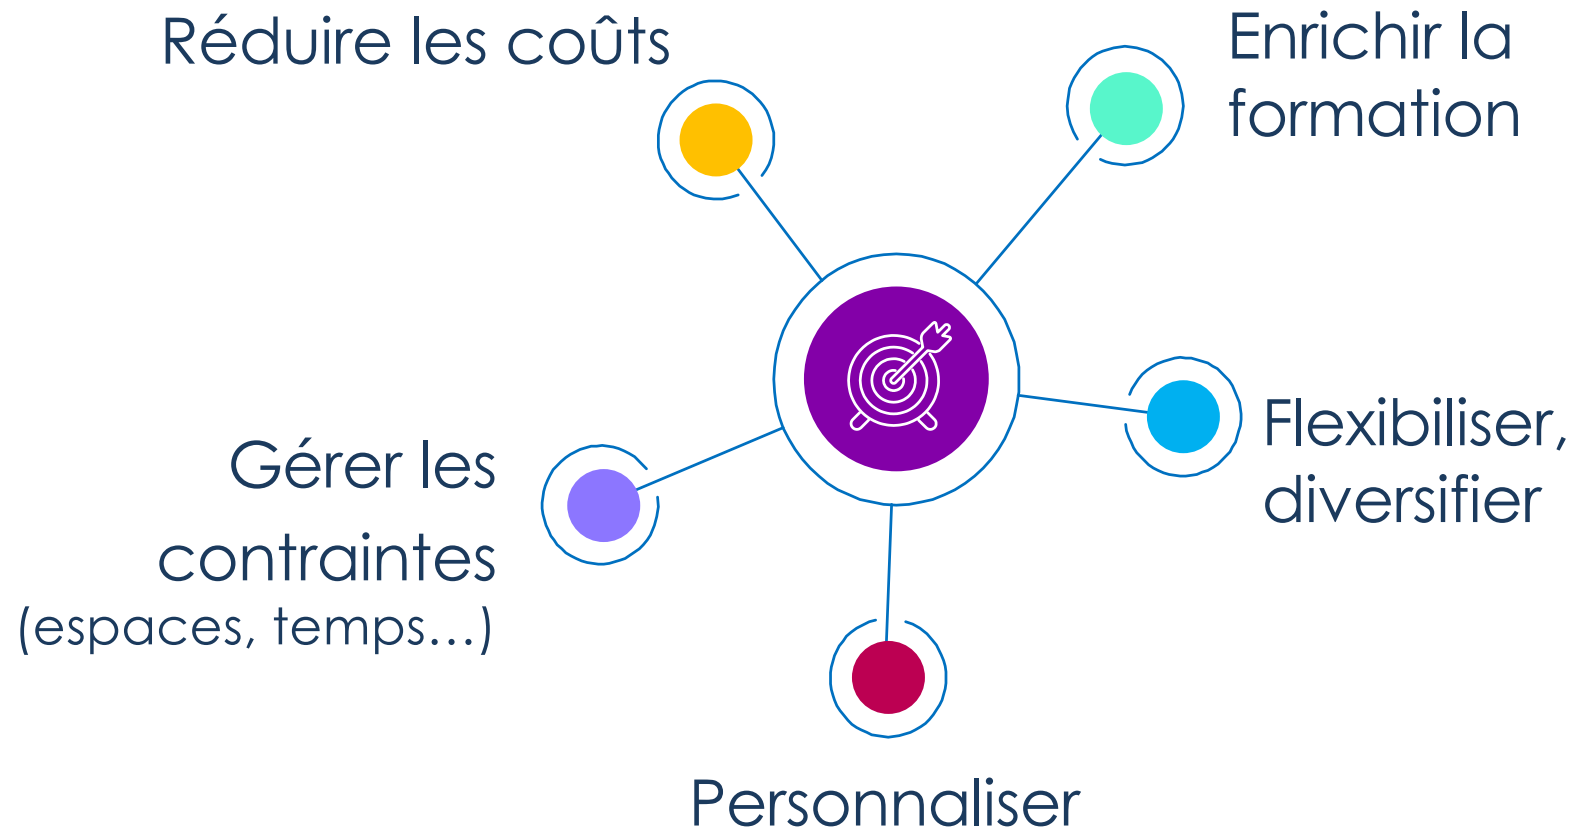 Réduire les coûts
Enrichir la
formation
Flexibiliser,
diversifier
Gérer les
contraintes
(espaces, temps...)
Personnaliser